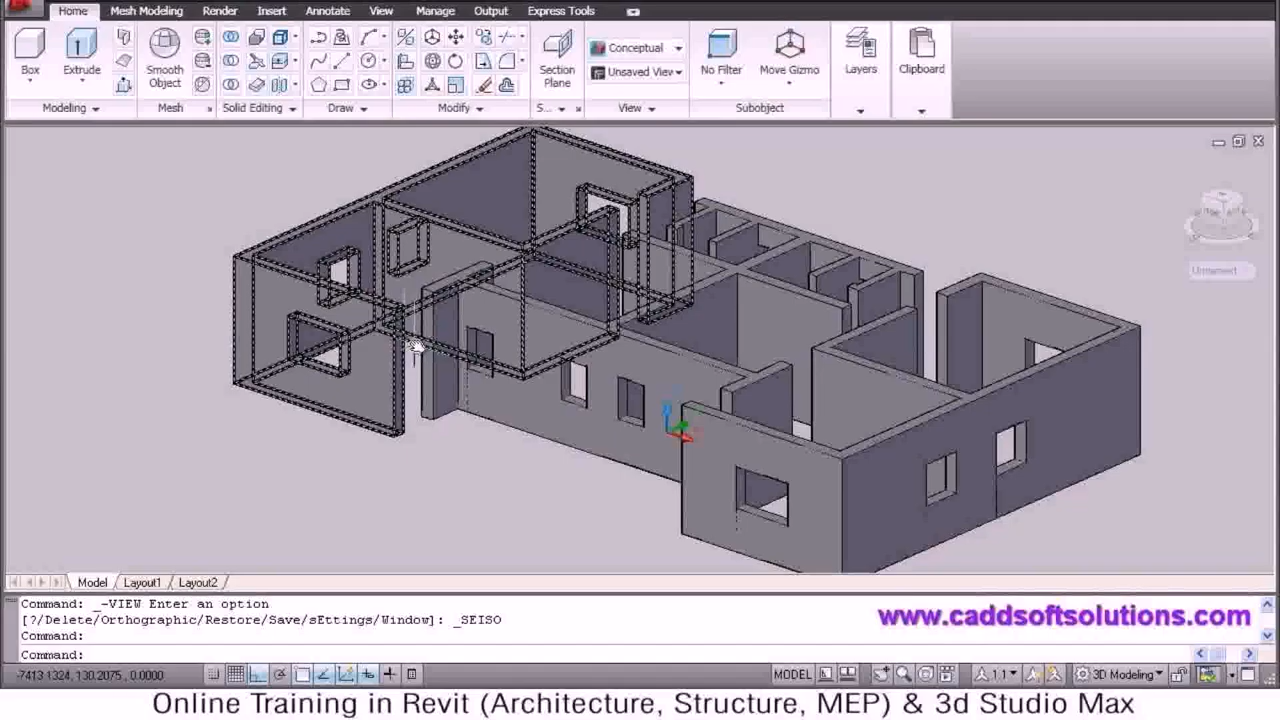 Home Mesh Modeling Render Insert Annotate View Manage Output Express Tools
Box
Extrude
Smooth
Object
Section
Plane
Conceptual
Unsaved View
No Filter
Move Gizmo
Layers
Clipboard
Modeling
Mesh
Solid Editing
Draw
Modify
S...
View
Subobject
Unnamed
Model Layout1 Layout2
Command: _-VIEW Enter an option
[?/Delete/Orthographic/Restore/Save/sEttings/Window]: _SEISO
Command:
Command:
www.caddsoftsolutions.com
-7413.1324, 130.2075, 0.0000
MODEL
1:1
3D Modeling
Online Training in Revit (Architecture, Structure, MEP) & 3d Studio Max